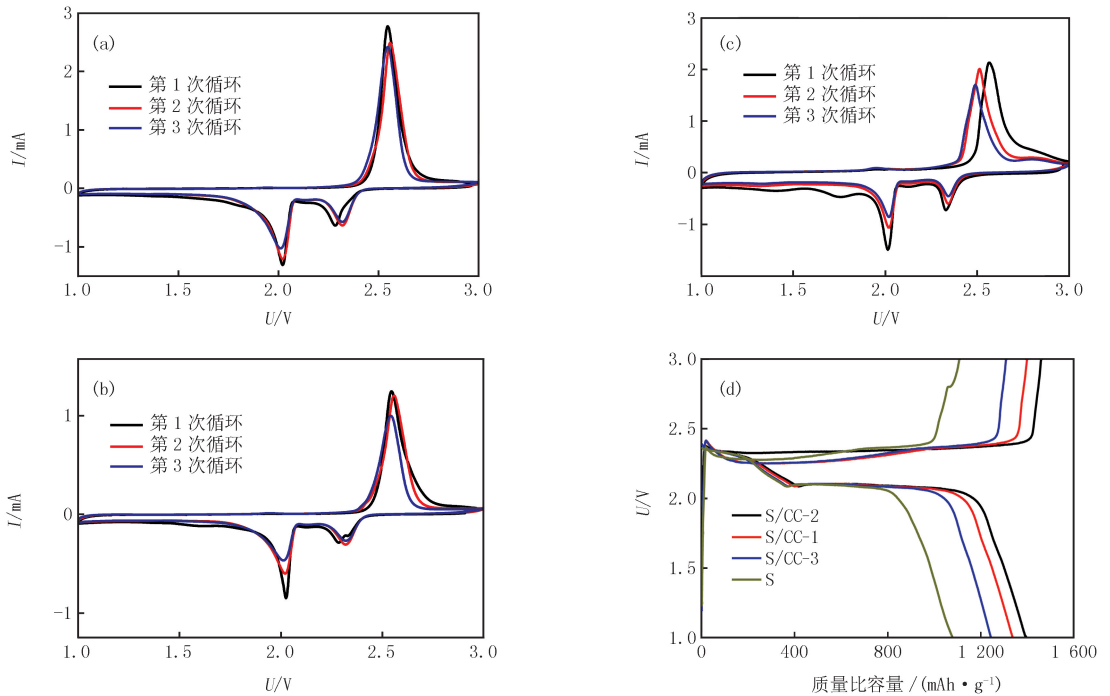 (a)
3
2
1
0
−1
I/mA
第 1 次循环
第 2 次循环
第 3 次循环
1.0 1.5 2.0 2.5 3.0
U/V
(b)
1
0
−1
I/mA
第 1 次循环
第 2 次循环
第 3 次循环
1.0 1.5 2.0 2.5 3.0
U/V
(c)
3
2
1
0
−1
I/mA
第 1 次循环
第 2 次循环
第 3 次循环
1.0 1.5 2.0 2.5 3.0
U/V
(d)
3.0
2.5
2.0
1.5
1.0
U/V
S/CC-2
S/CC-1
S/CC-3
S
0 400 800 1 200 1 600
质量比容量 /(mAh·g⁻¹)